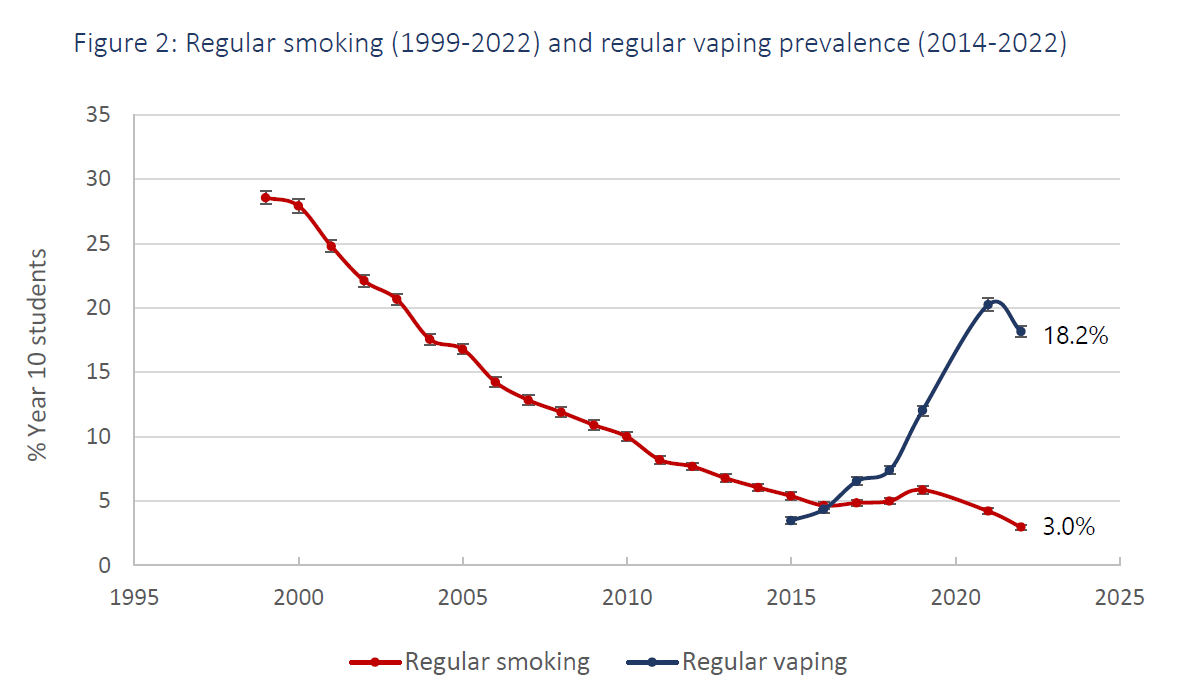 Figure 2: Regular smoking (1999-2022) and regular vaping prevalence (2014-2022)
35
30
25
20
15
10
5
0
% Year 10 students
18.2%
3.0%
1995 2000 2005 2010 2015 2020 2025
Regular smoking Regular vaping